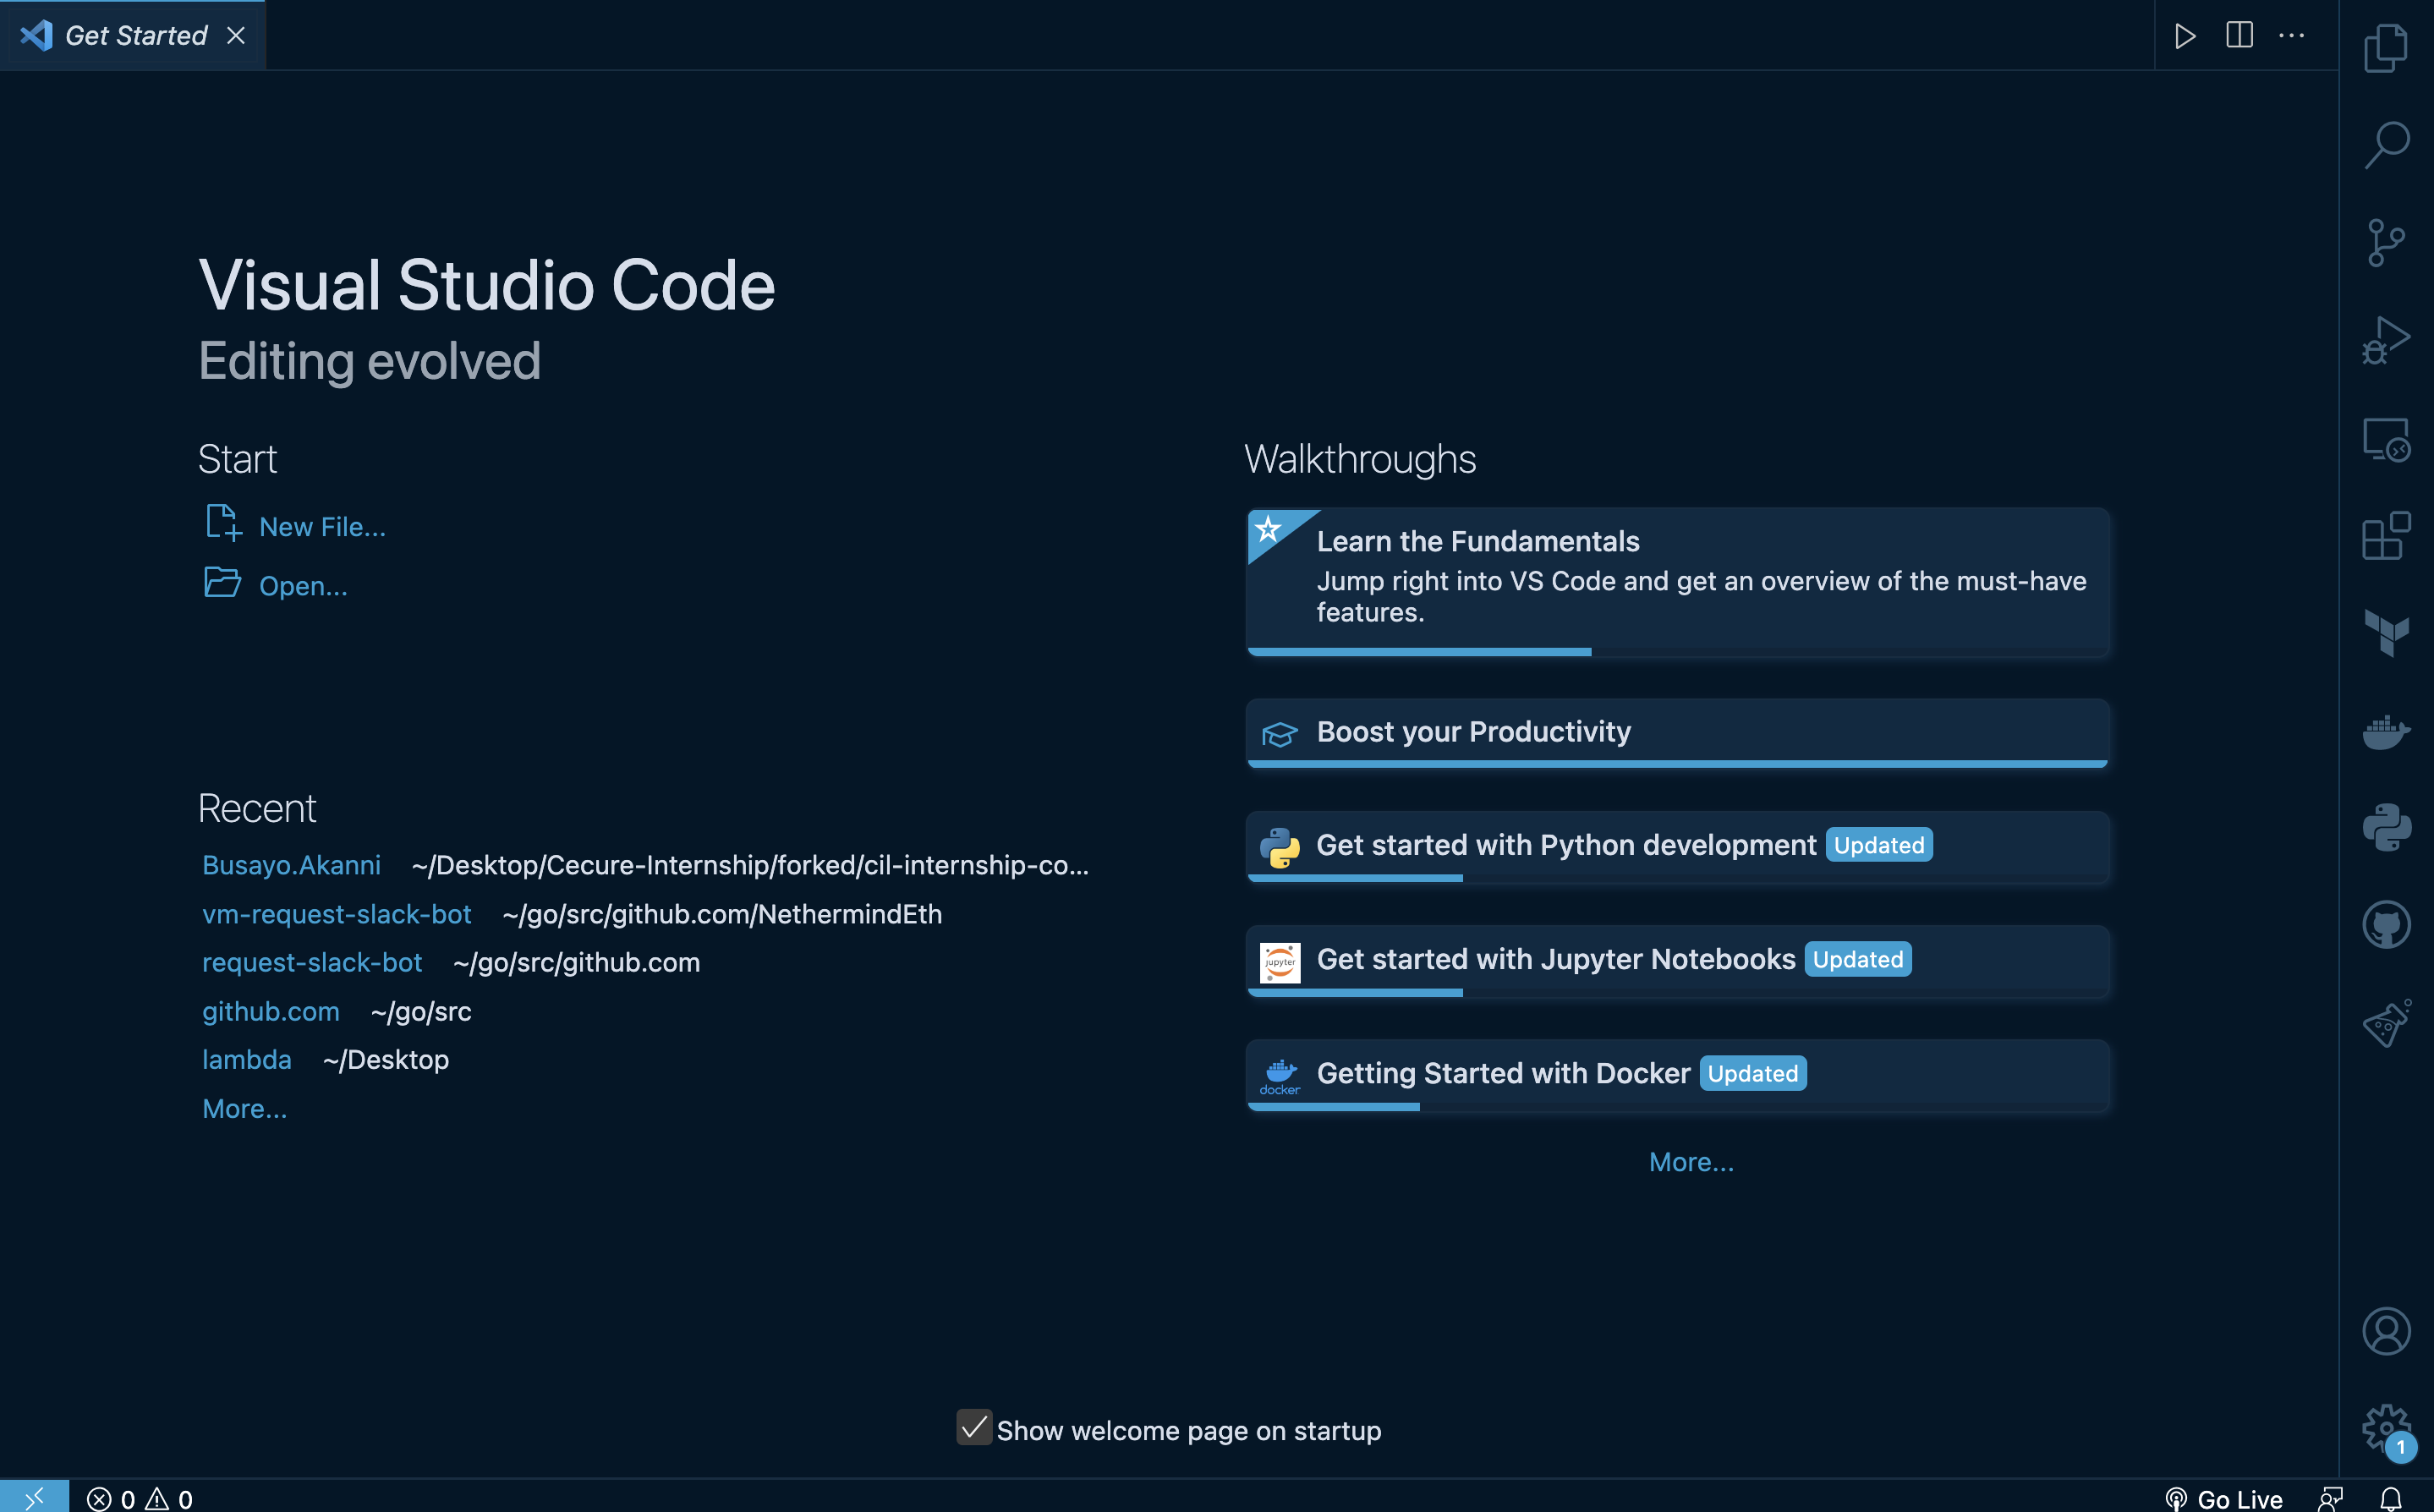 Get Started
Visual Studio Code
Editing evolved
Start
New File...
Open...
Recent
Busayo.Akanni ~/Desktop/Cecure-Internship/forked/cil-internship-co...
vm-request-slack-bot ~/go/src/github.com/NethermindEth
request-slack-bot ~/go/src/github.com
github.com ~/go/src
lambda ~/Desktop
More...
Walkthroughs
Learn the Fundamentals
Jump right into VS Code and get an overview of the must-have
features.
Boost your Productivity
Get started with Python development Updated
jupyter
Get started with Jupyter Notebooks Updated
docker
Getting Started with Docker Updated
More...
Show welcome page on startup
1
0 0
Go Live